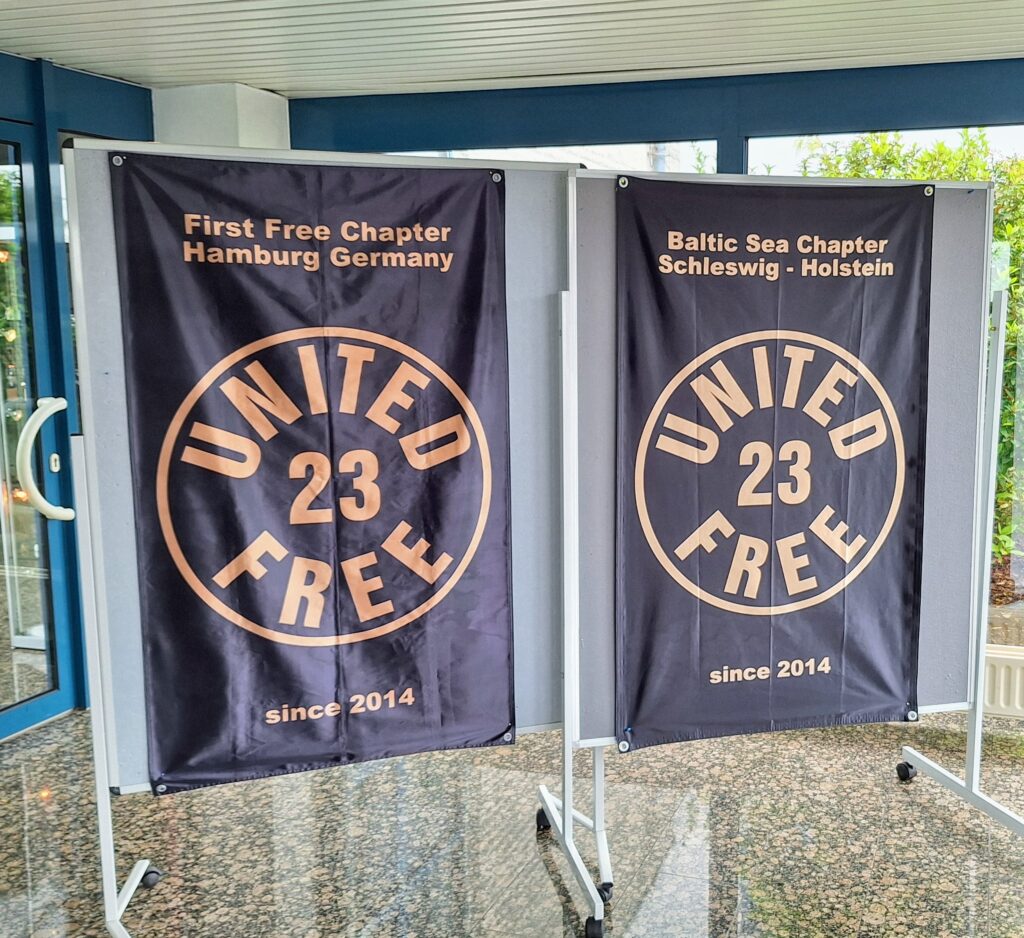 First Free Chapter
Hamburg Germany
UNITED
23
FREE
since 2014
Baltic Sea Chapter
Schleswig - Holstein
UNITED
23
FREE
since 2014